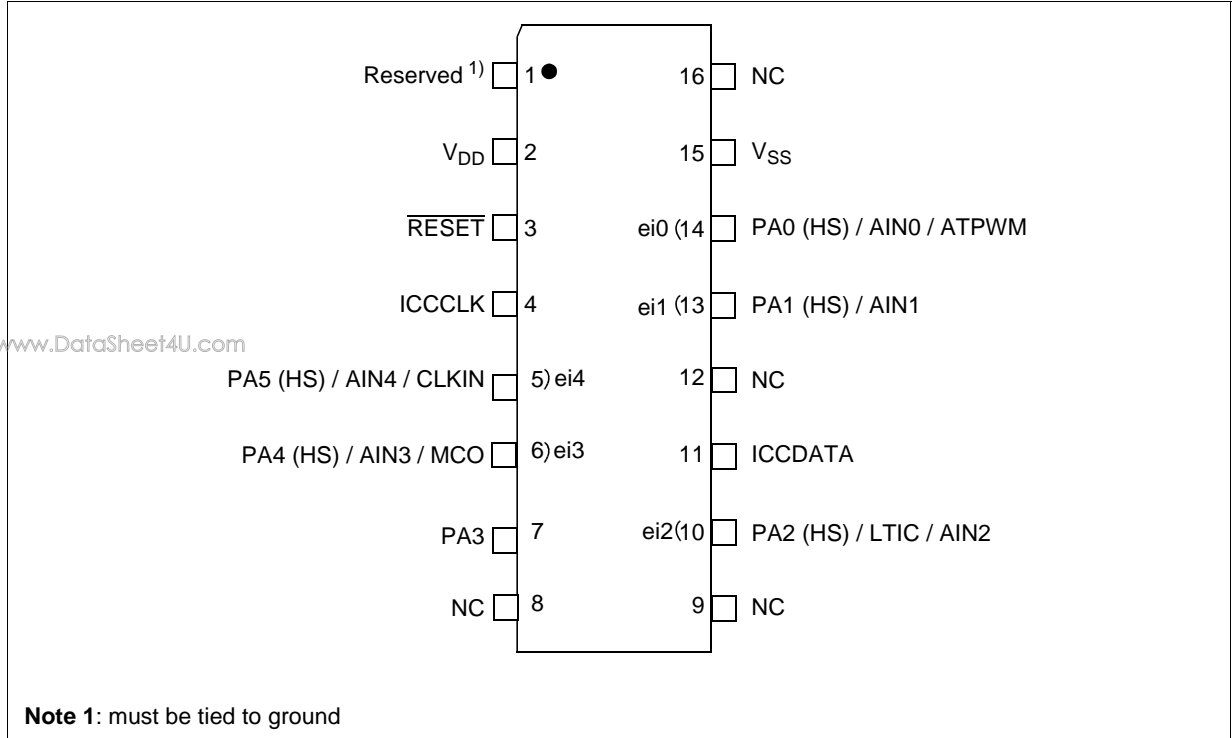 Reserved 1) 1 16 NC
VDD 2 15 VSS
RESET 3 ei0 (14 PA0 (HS) / AIN0 / ATPWM
ICCCLK 4 ei1 (13 PA1 (HS) / AIN1
www.DataSheet4U.com
PA5 (HS) / AIN4 / CLKIN 5) ei4 12 NC
PA4 (HS) / AIN3 / MCO 6) ei3 11 ICCDATA
PA3 7 ei2(10 PA2 (HS) / LTIC / AIN2
NC 8 9 NC
Note 1: must be tied to ground